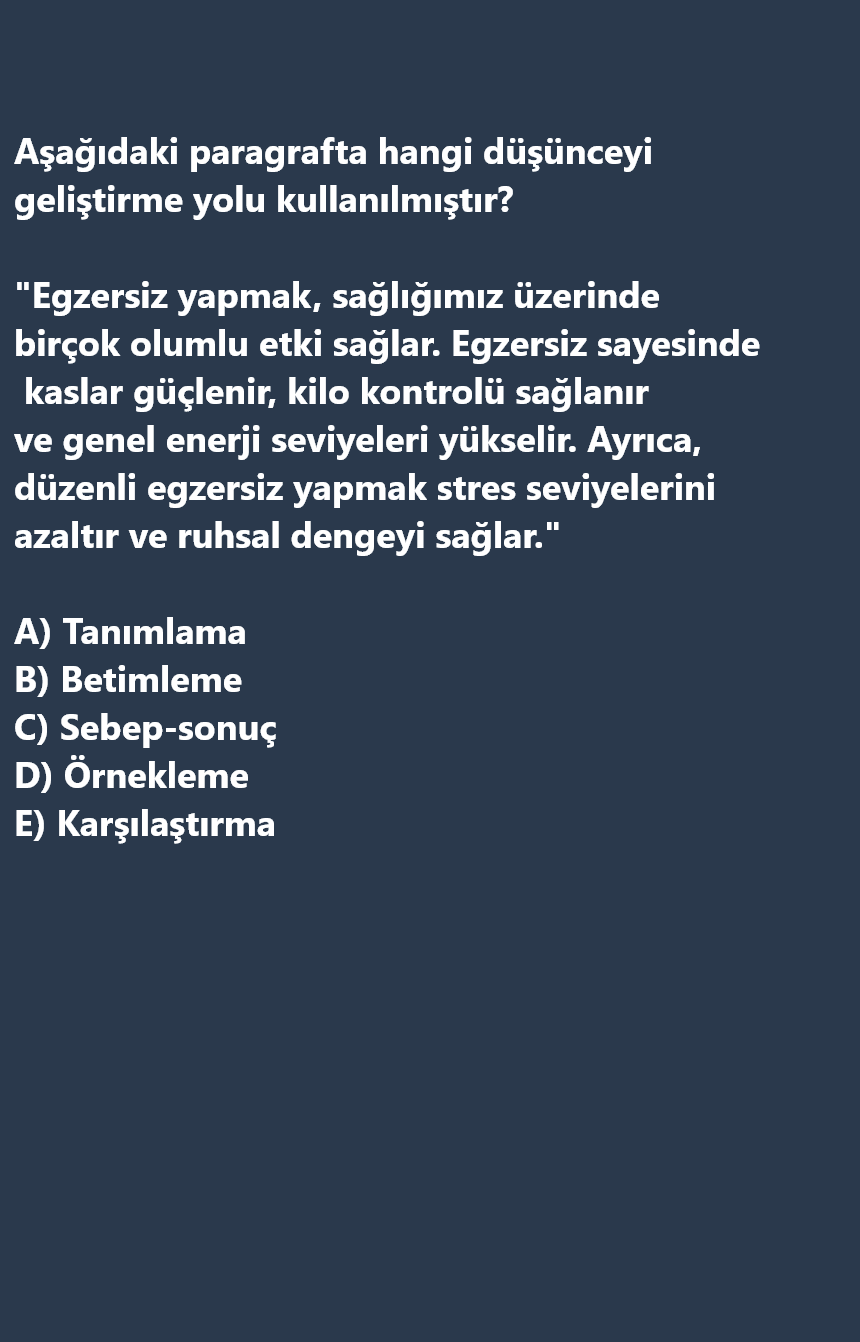 Aşağıdaki paragrafta hangi düşünceyi
geliştirme yolu kullanılmıştır?
"Egzersiz yapmak, sağlığımız üzerinde
birçok olumlu etki sağlar. Egzersiz sayesinde
kaslar güçlenir, kilo kontrolü sağlanır
ve genel enerji seviyeleri yükselir. Ayrıca,
düzenli egzersiz yapmak stres seviyelerini
azaltır ve ruhsal dengeyi sağlar."
A) Tanımlama
B) Betimleme
C) Sebep-sonuç
D) Örnekleme
E) Karşılaştırma